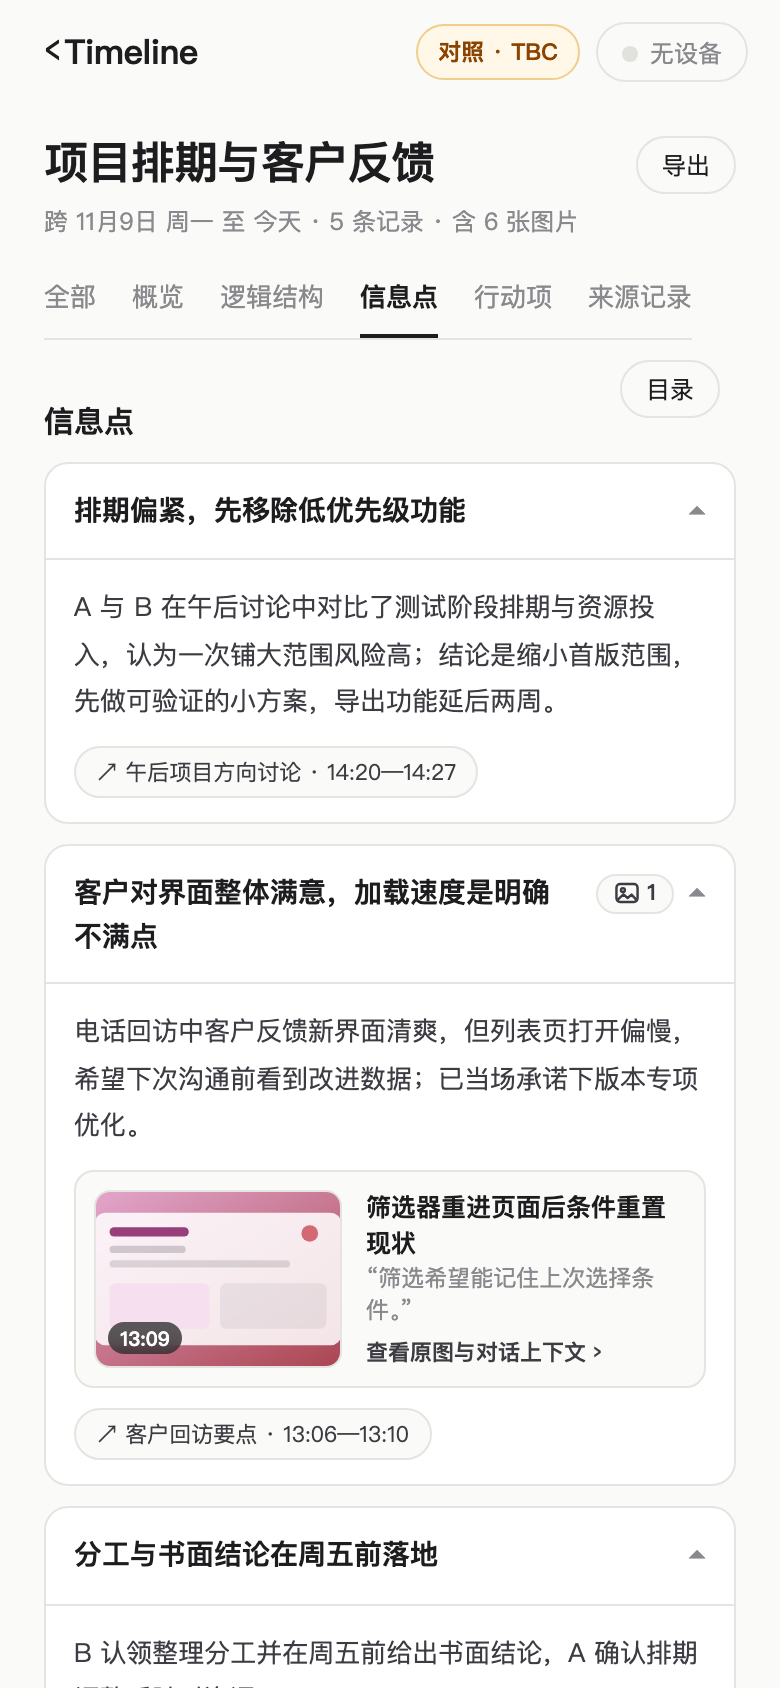 <Timeline
对照 · TBC
无设备
项目排期与客户反馈
导出
跨 11月9日 周一 至 今天 · 5 条记录 · 含 6 张图片
全部 概览 逻辑结构 信息点 行动项 来源记录
目录
信息点
排期偏紧，先移除低优先级功能
A 与 B 在午后讨论中对比了测试阶段排期与资源投
入，认为一次铺大范围风险高；结论是缩小首版范围，
先做可验证的小方案，导出功能延后两周。
↗ 午后项目方向讨论 · 14:20—14:27
客户对界面整体满意，加载速度是明确
不满点
1
电话回访中客户反馈新界面清爽，但列表页打开偏慢，
希望下次沟通前看到改进数据；已当场承诺下版本专项
优化。
13:09
筛选器重进页面后条件重置
现状
“筛选希望能记住上次选择条
件。”
查看原图与对话上下文 ›
↗ 客户回访要点 · 13:06—13:10
分工与书面结论在周五前落地
B 认领整理分工并在周五前给出书面结论，A 确认排期